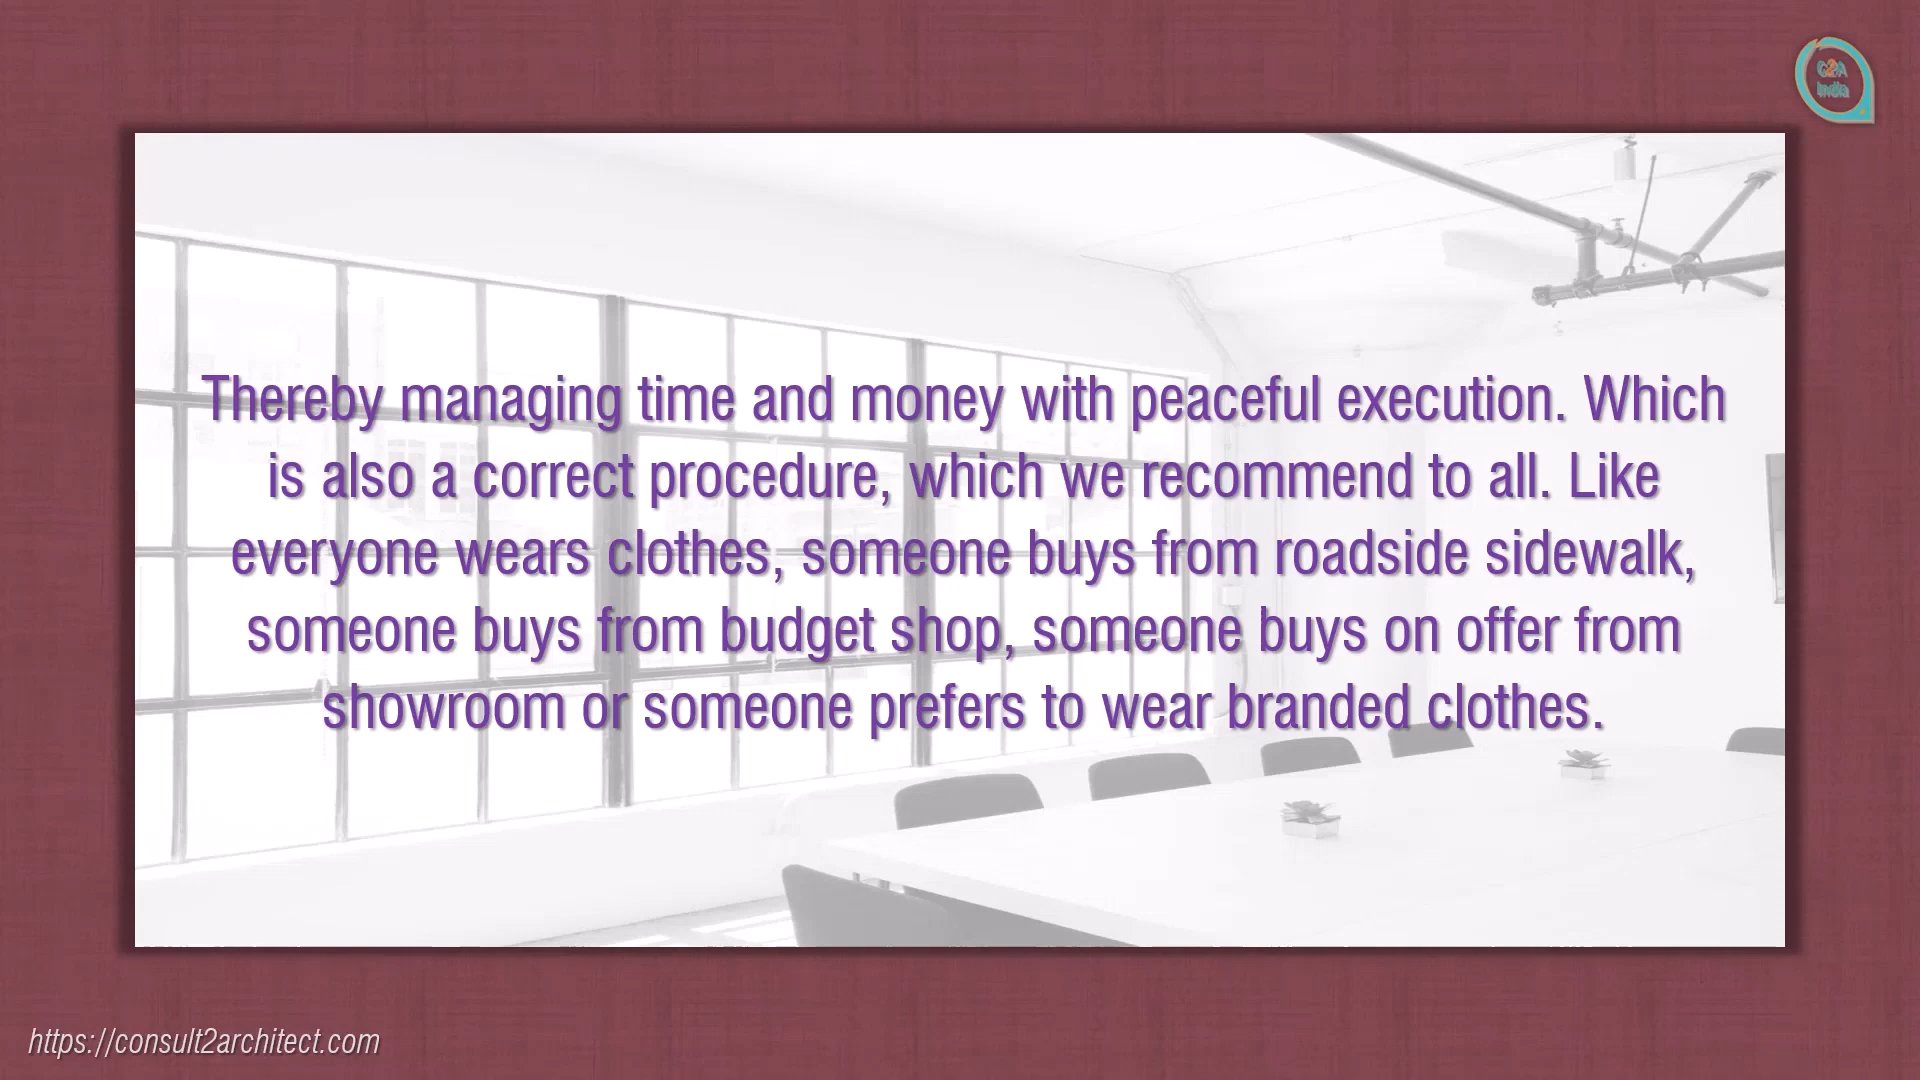 C2A
India
Thereby managing time and money with peaceful execution. Which
is also a correct procedure, which we recommend to all. Like
everyone wears clothes, someone buys from roadside sidewalk,
someone buys from budget shop, someone buys on offer from
showroom or someone prefers to wear branded clothes.
https://consult2architect.com